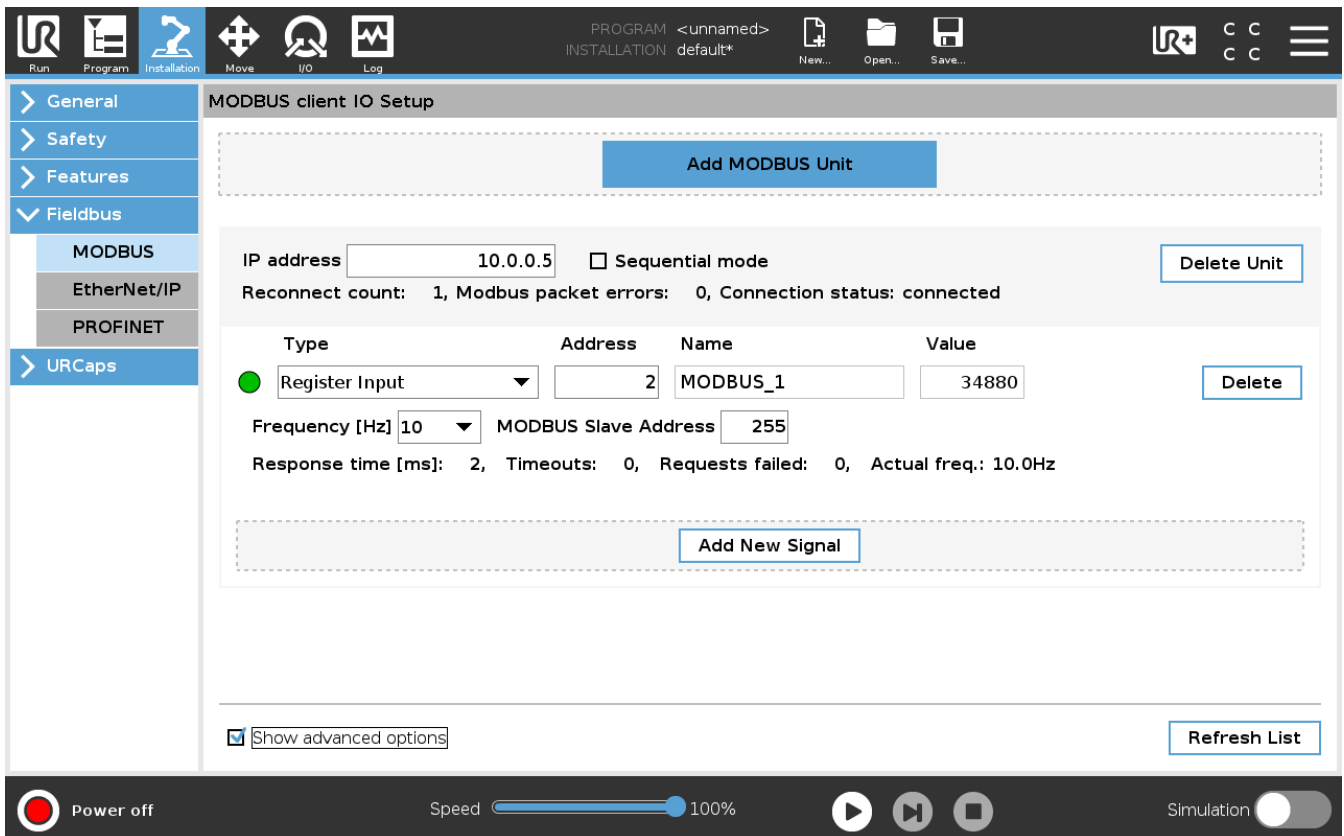 PROGRAM <unnamed>
INSTALLATION default*
UR
Run
Program
Installation
Move
I/O
Log
New...
Open...
Save...
UR+
C C
C C
General
Safety
Features
Fieldbus
MODBUS
EtherNet/IP
PROFINET
URCaps
MODBUS client IO Setup
Add MODBUS Unit
IP address 10.0.0.5 Sequential mode Delete Unit
Reconnect count: 1, Modbus packet errors: 0, Connection status: connected
Type Address Name Value
Register Input 2 MODBUS_1 34880 Delete
Frequency [Hz] 10 MODBUS Slave Address 255
Response time [ms]: 2, Timeouts: 0, Requests failed: 0, Actual freq.: 10.0Hz
Add New Signal
Show advanced options Refresh List
Power off Speed 100% Simulation